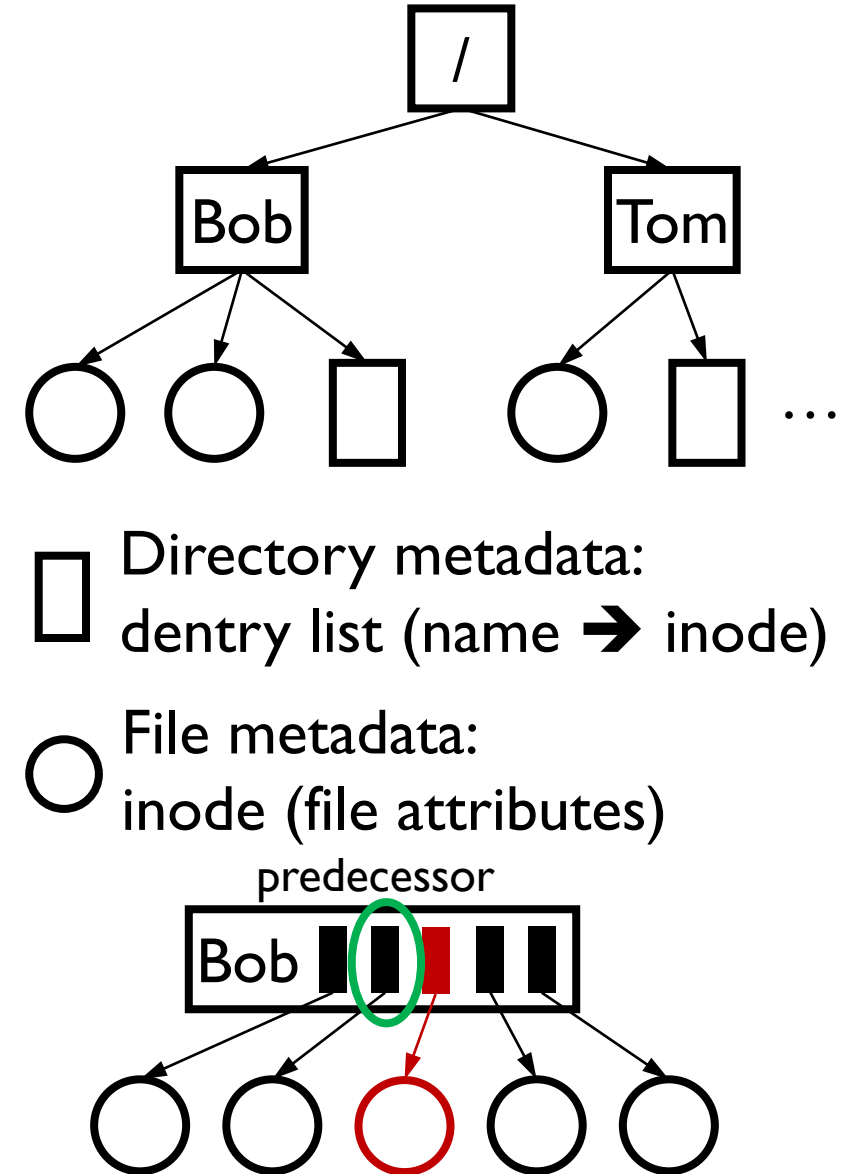 /
Bob Tom
…
Directory metadata:
dentry list (name ➔ inode)
File metadata:
inode (file attributes)
predecessor
Bob